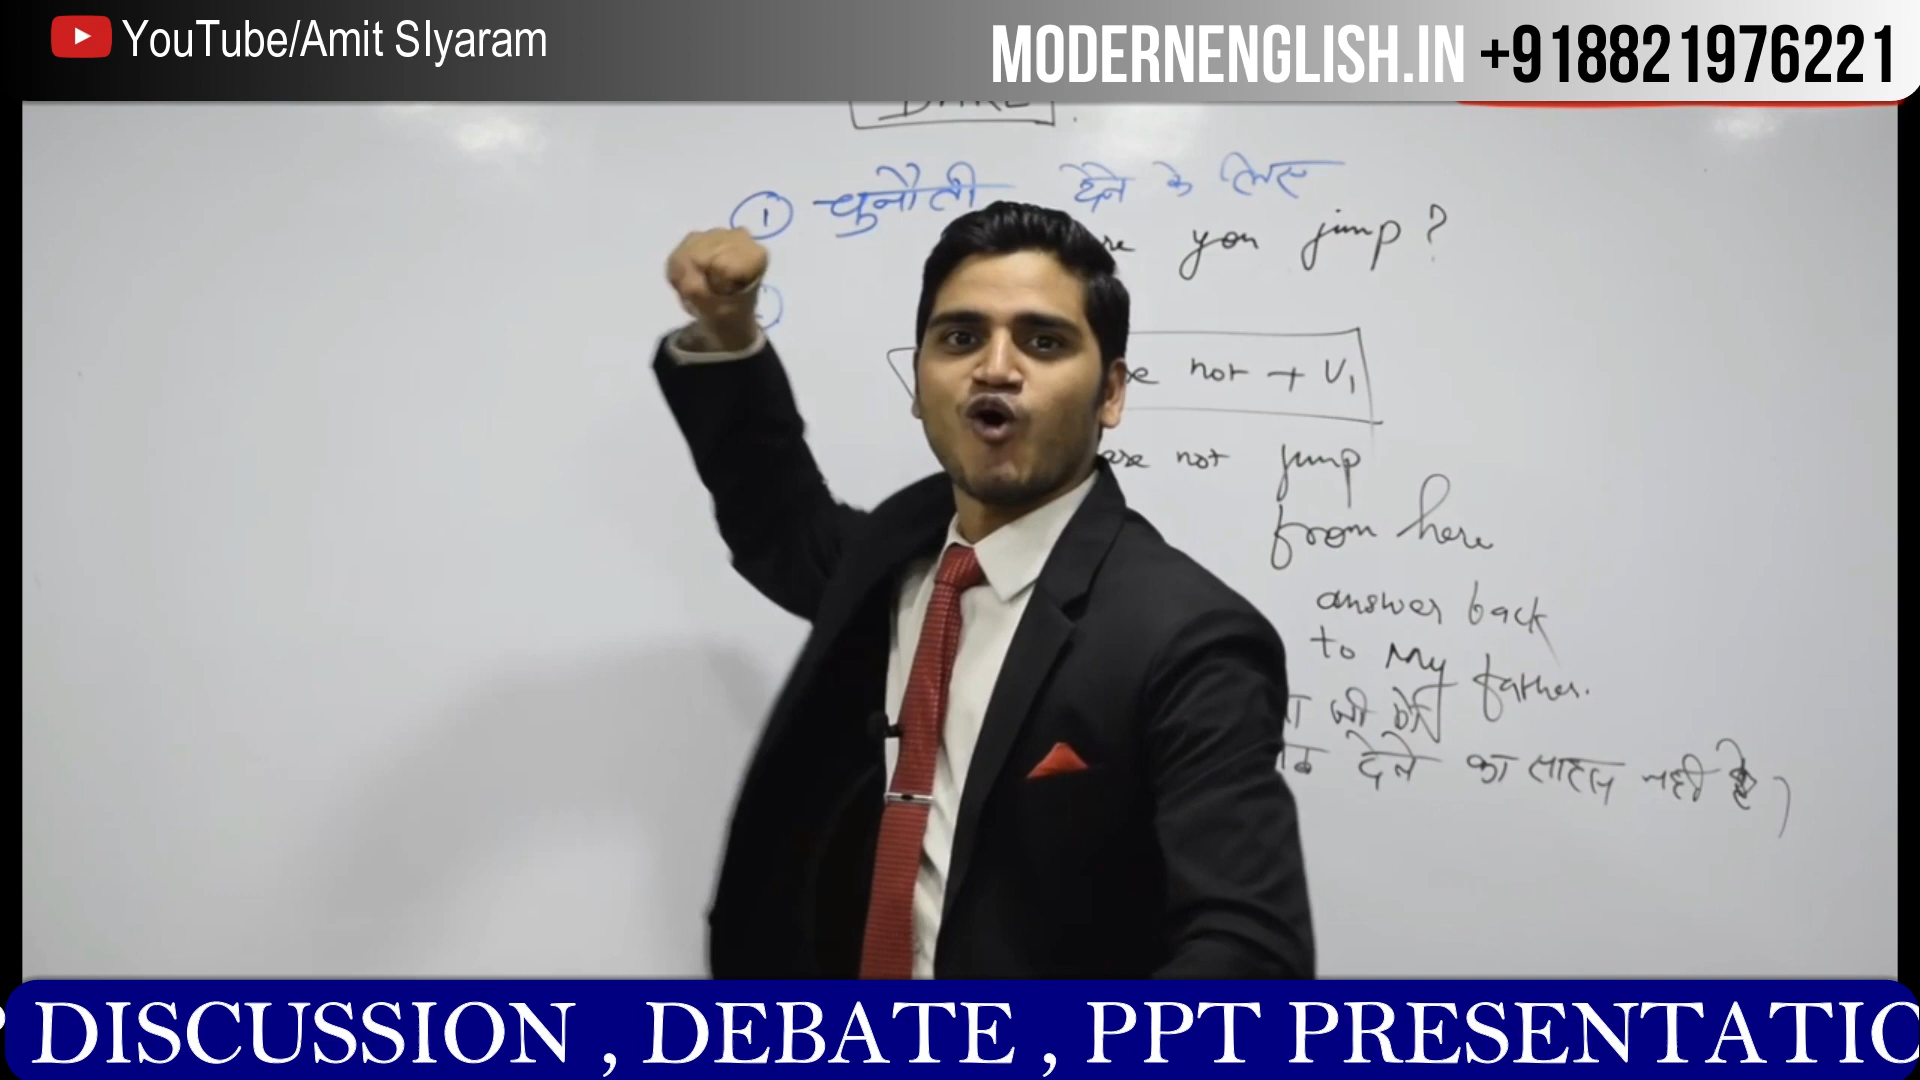 YouTube/Amit SIyaram
MODERNENGLISH.IN +918821976221
DARE
① चुनौती देने के लिए
you jump?
not + V1
not jump
from here
answer back
to my father.
जी को
देने का साहस नहीं है।
DISCUSSION , DEBATE , PPT PRESENTATIO